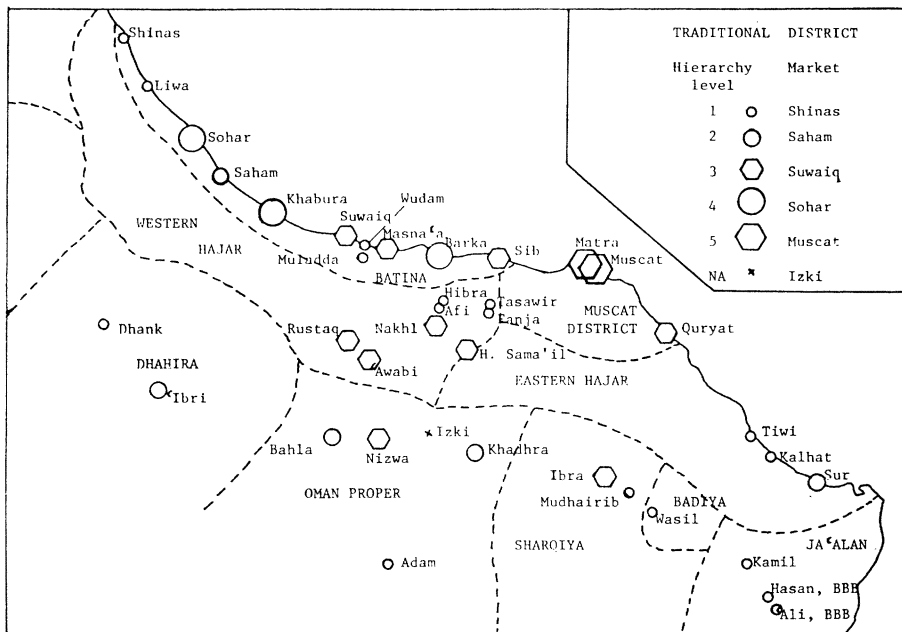 TRADITIONAL DISTRICT
Hierarchy level Market
1 Shinas
2 Saham
3 Suwaiq
4 Sohar
5 Muscat
NA Izki
Shinas
Liwa
Sohar
Saham
Khabura
Suwaiq
Wudam
Masna'a
Muludda
Barka
Sib
Matra
Muscat
WESTERN
HAJAR
BATINA
Hibra
Afi
Nakhl
Tasawir
Fanja
MUSCAT
DISTRICT
Quryat
Dhank
Rustaq
Awabi
H. Sama'il
EASTERN HAJAR
DHAHIRA
'Ibri
Bahla
Nizwa
Izki
Khadhra
OMAN PROPER
Adam
Ibra
Mudhairib
BADIYA
Wasil
SHARQIYA
Tiwi
Kalhat
Sur
JA'ALAN
Kamil
Hasan, BBB
Ali, BBB